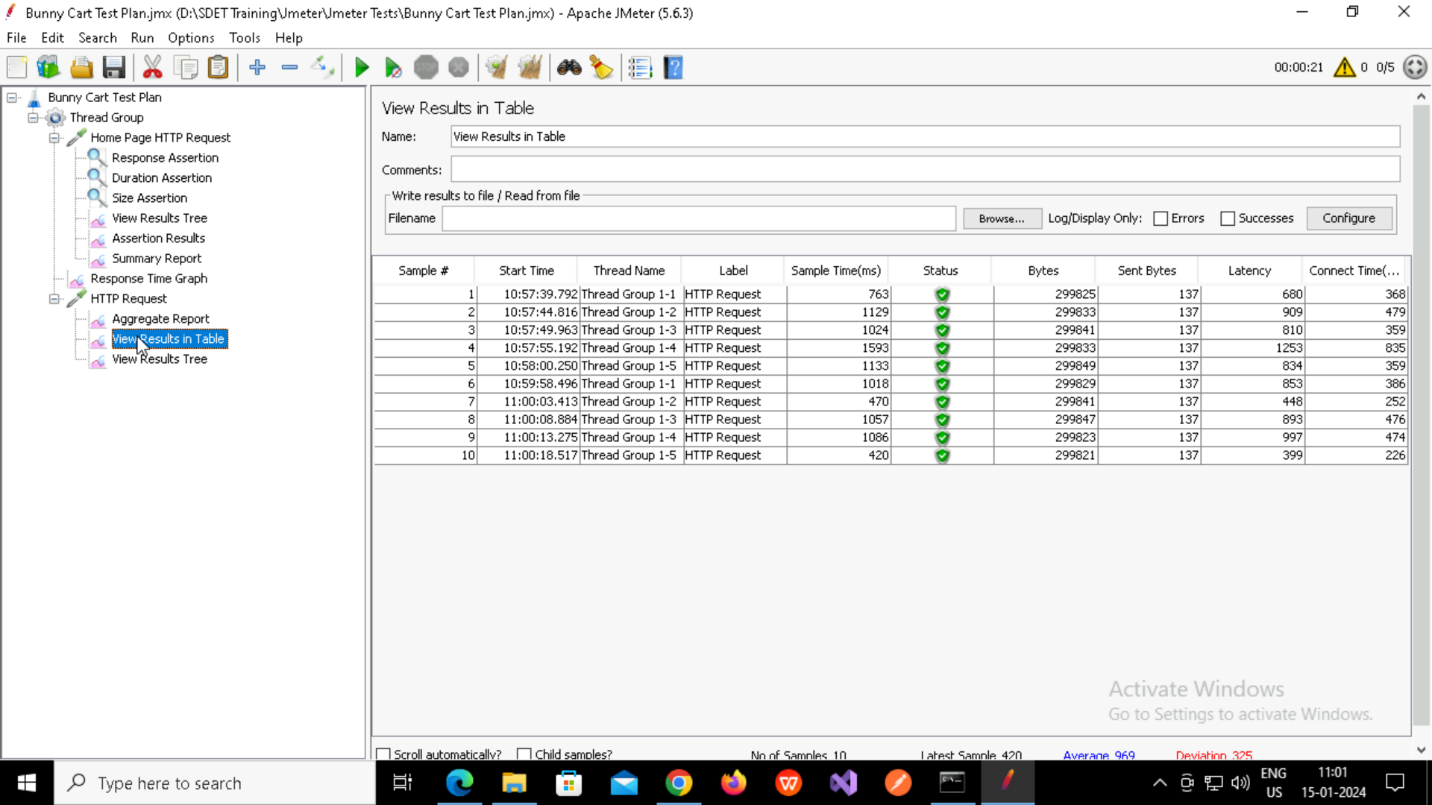 Bunny Cart Test Plan.jmx (D:\SDET Training\Jmeter\Jmeter Tests\Bunny Cart Test Plan.jmx) - Apache JMeter (5.6.3)
File Edit Search Run Options Tools Help
00:00:21 0 0/5
Bunny Cart Test Plan
Thread Group
Home Page HTTP Request
Response Assertion
Duration Assertion
Size Assertion
View Results Tree
Assertion Results
Summary Report
Response Time Graph
HTTP Request
Aggregate Report
View Results in Table
View Results Tree
View Results in Table
Name: View Results in Table
Comments:
Write results to file / Read from file
Filename Browse... Log/Display Only: Errors Successes Configure
Sample # Start Time Thread Name Label Sample Time(ms) Status Bytes Sent Bytes Latency Connect Time(...
1 10:57:39.792 Thread Group 1-1 HTTP Request 763 299825 137 680 368
2 10:57:44.816 Thread Group 1-2 HTTP Request 1129 299833 137 909 479
3 10:57:49.963 Thread Group 1-3 HTTP Request 1024 299841 137 810 359
4 10:57:55.192 Thread Group 1-4 HTTP Request 1593 299833 137 1253 835
5 10:58:00.250 Thread Group 1-5 HTTP Request 1133 299849 137 834 359
6 10:59:58.496 Thread Group 1-1 HTTP Request 1018 299829 137 853 386
7 11:00:03.413 Thread Group 1-2 HTTP Request 470 299841 137 448 252
8 11:00:08.884 Thread Group 1-3 HTTP Request 1057 299847 137 893 476
9 11:00:13.275 Thread Group 1-4 HTTP Request 1086 299823 137 997 474
10 11:00:18.517 Thread Group 1-5 HTTP Request 420 299821 137 399 226
Activate Windows
Go to Settings to activate Windows.
Scroll automatically? Child samples? No of Samples 10 Latest Sample 420 Average 969 Deviation 325
Type here to search
ENG
US
11:01
15-01-2024